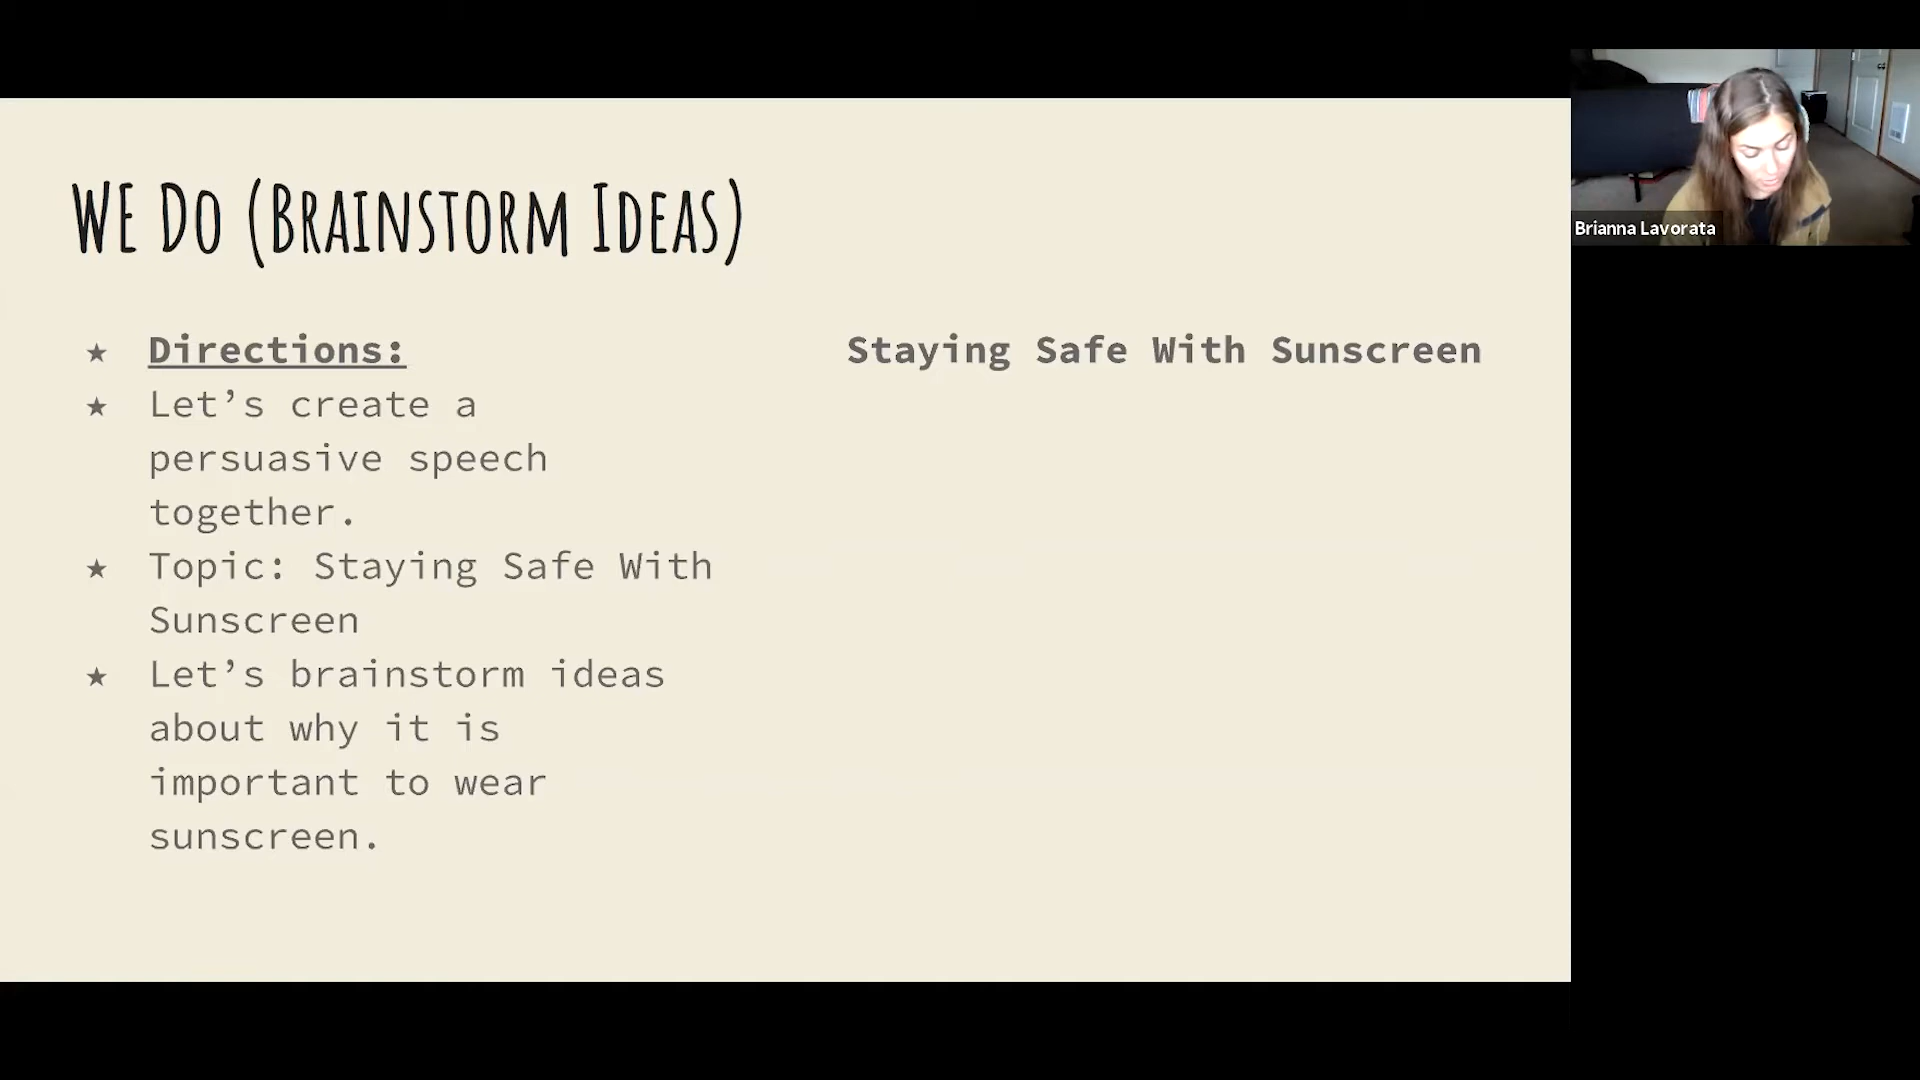 WE DO (BRAINSTORM IDEAS)
★ Directions:
★ Let’s create a
persuasive speech
together.
★ Topic: Staying Safe With
Sunscreen
★ Let’s brainstorm ideas
about why it is
important to wear
sunscreen.
Staying Safe With Sunscreen
Brianna Lavorata